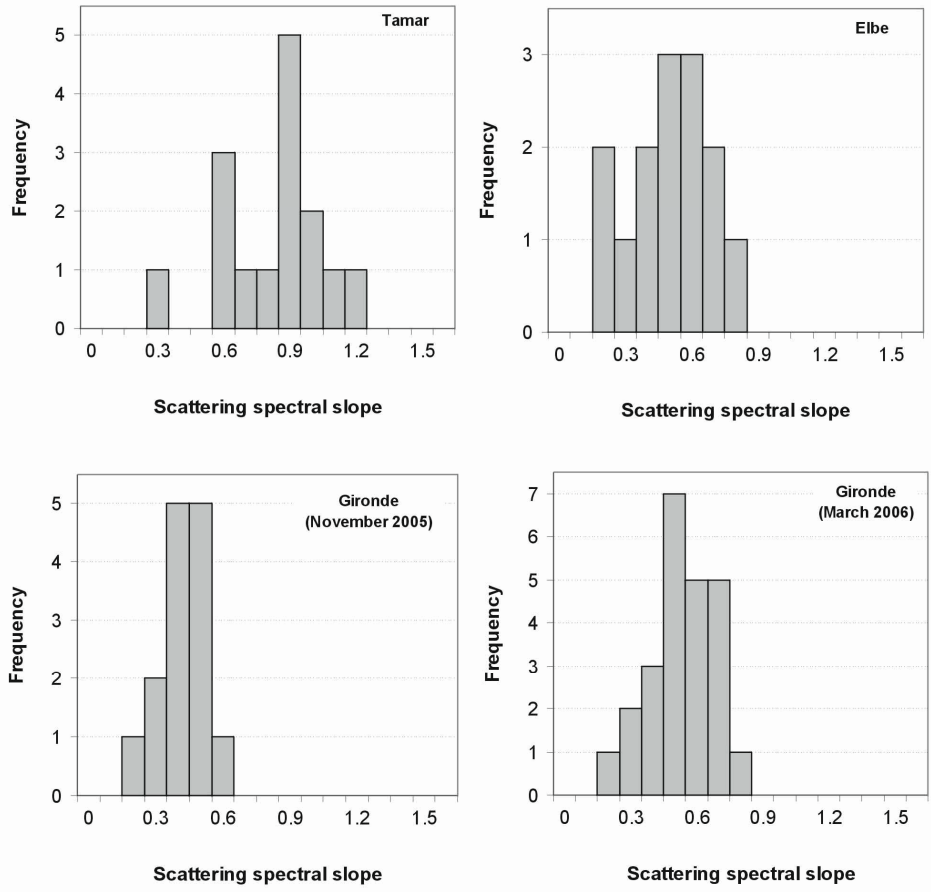 Tamar
5
4
3
2
1
0
Frequency
0 0.3 0.6 0.9 1.2 1.5
Scattering spectral slope
Elbe
3
2
1
0
Frequency
0 0.3 0.6 0.9 1.2 1.5
Scattering spectral slope
Gironde
(November 2005)
5
4
3
2
1
0
Frequency
0 0.3 0.6 0.9 1.2 1.5
Scattering spectral slope
Gironde
(March 2006)
7
6
5
4
3
2
1
0
Frequency
0 0.3 0.6 0.9 1.2 1.5
Scattering spectral slope